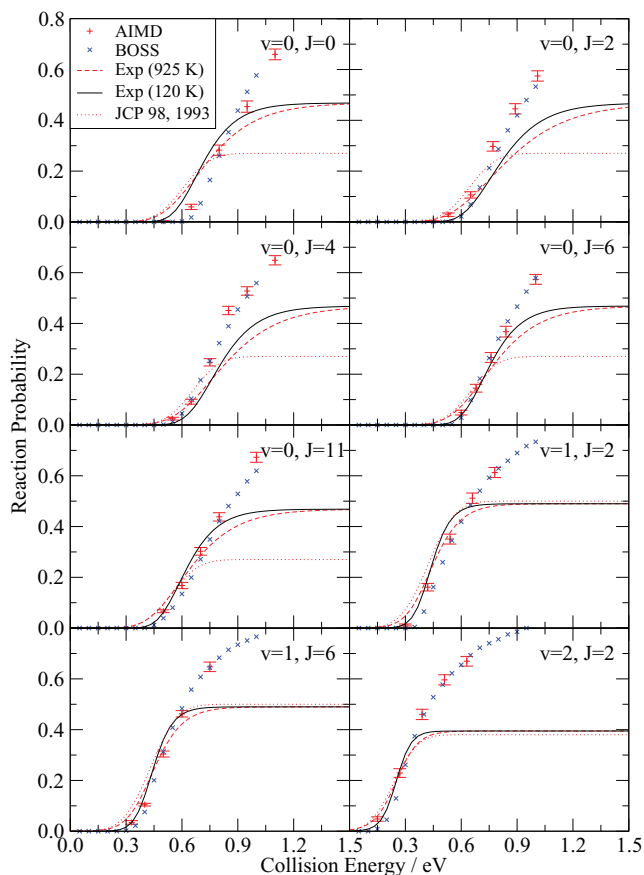 AIMD
BOSS
Exp (925 K)
Exp (120 K)
JCP 98, 1993
v=0, J=0
v=0, J=2
0.8
0.6
0.4
0.2
0.0
v=0, J=4
v=0, J=6
0.6
0.4
0.2
0.0
v=0, J=11
v=1, J=2
0.6
0.4
0.2
0.0
v=1, J=6
v=2, J=2
0.6
0.4
0.2
0.0
0.0 0.3 0.6 0.9 1.2 1.5 0.3 0.6 0.9 1.2 1.5
Reaction Probability
Collision Energy / eV